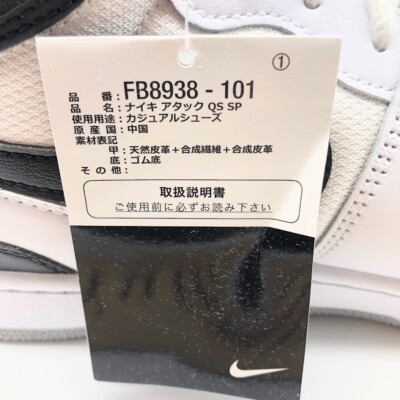 ①
品 番：FB8938 - 101
品 名：ナイキ アタック QS SP
使用用途：カジュアルシューズ
原 産 国：中国
素材表記
甲：天然皮革＋合成繊維＋合成皮革
底：ゴム底
そ の 他：
取扱説明書
ご使用前に必ずお読み下さい